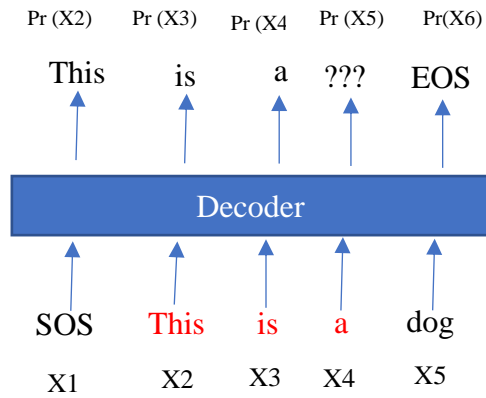 Pr (X2) Pr (X3) Pr (X4 Pr (X5) Pr(X6)
This is a ??? EOS
Decoder
SOS This is a dog
X1 X2 X3 X4 X5